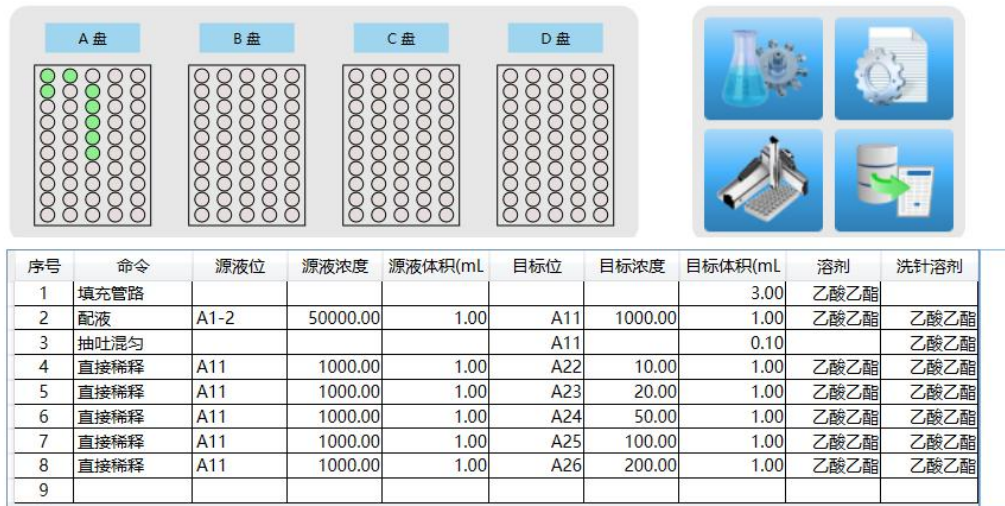 A 盘 B 盘 C 盘 D 盘
序号 命令 源液位 源液浓度 源液体积(mL 目标位 目标浓度 目标体积(mL 溶剂 洗针溶剂
1 填充管路 3.00 乙酸乙酯
2 配液 A1-2 50000.00 1.00 A11 1000.00 1.00 乙酸乙酯 乙酸乙酯
3 抽吐混匀 A11 0.10 乙酸乙酯
4 直接稀释 A11 1000.00 1.00 A22 10.00 1.00 乙酸乙酯 乙酸乙酯
5 直接稀释 A11 1000.00 1.00 A23 20.00 1.00 乙酸乙酯 乙酸乙酯
6 直接稀释 A11 1000.00 1.00 A24 50.00 1.00 乙酸乙酯 乙酸乙酯
7 直接稀释 A11 1000.00 1.00 A25 100.00 1.00 乙酸乙酯 乙酸乙酯
8 直接稀释 A11 1000.00 1.00 A26 200.00 1.00 乙酸乙酯 乙酸乙酯
9